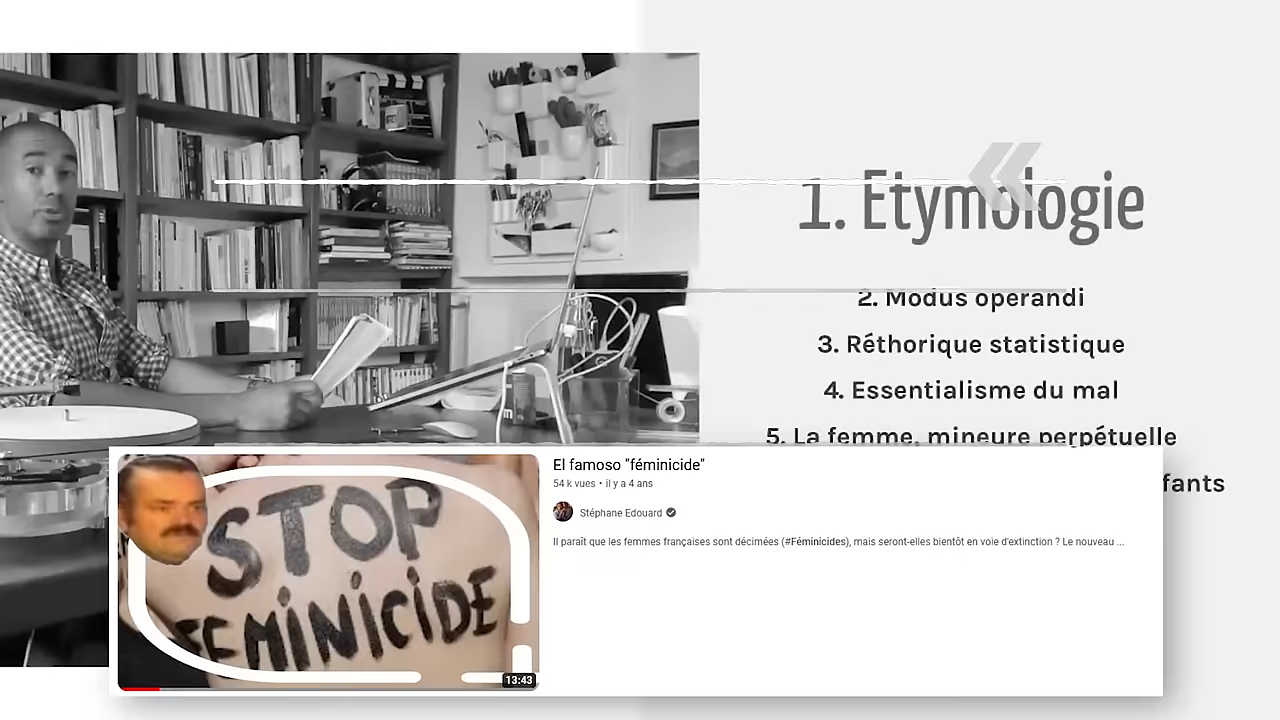 1. Etymologie
2. Modus operandi
3. Réthorique statistique
4. Essentialisme du mal
5. La femme, mineure perpétuelle
fants
STOP
FEMINICIDE
13:43
El famoso "féminicide"
54 k vues • il y a 4 ans
Stéphane Edouard
Il paraît que les femmes françaises sont décimées (#Féminicides), mais seront-elles bientôt en voie d'extinction ? Le nouveau ...